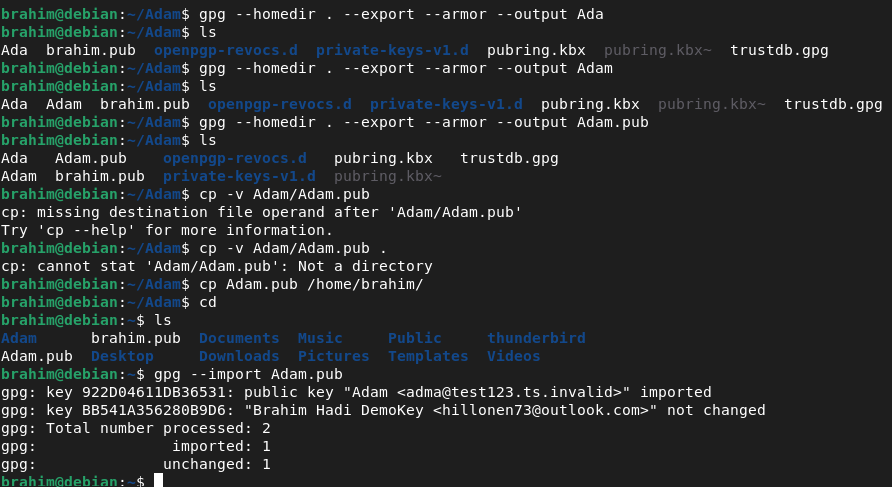 brahim@debian:~/Adam$ gpg --homedir . --export --armor --output Ada
brahim@debian:~/Adam$ ls
Ada  brahim.pub  openpgp-revocs.d  private-keys-v1.d  pubring.kbx  pubring.kbx~  trustdb.gpg
brahim@debian:~/Adam$ gpg --homedir . --export --armor --output Adam
brahim@debian:~/Adam$ ls
Ada  Adam  brahim.pub  openpgp-revocs.d  private-keys-v1.d  pubring.kbx  pubring.kbx~  trustdb.gpg
brahim@debian:~/Adam$ gpg --homedir . --export --armor --output Adam.pub
brahim@debian:~/Adam$ ls
Ada   Adam.pub    openpgp-revocs.d   pubring.kbx   trustdb.gpg
Adam  brahim.pub  private-keys-v1.d  pubring.kbx~
brahim@debian:~/Adam$ cp -v Adam/Adam.pub
cp: missing destination file operand after 'Adam/Adam.pub'
Try 'cp --help' for more information.
brahim@debian:~/Adam$ cp -v Adam/Adam.pub .
cp: cannot stat 'Adam/Adam.pub': Not a directory
brahim@debian:~/Adam$ cp Adam.pub /home/brahim/
brahim@debian:~/Adam$ cd
brahim@debian:~$ ls
Adam      brahim.pub  Documents  Music     Public     thunderbird
Adam.pub  Desktop     Downloads  Pictures  Templates  Videos
brahim@debian:~$ gpg --import Adam.pub
gpg: key 922D04611DB36531: public key "Adam <adma@test123.ts.invalid>" imported
gpg: key BB541A356280B9D6: "Brahim Hadi DemoKey <hillonen73@outlook.com>" not changed
gpg: Total number processed: 2
gpg:               imported: 1
gpg:              unchanged: 1
brahim@debian:~$